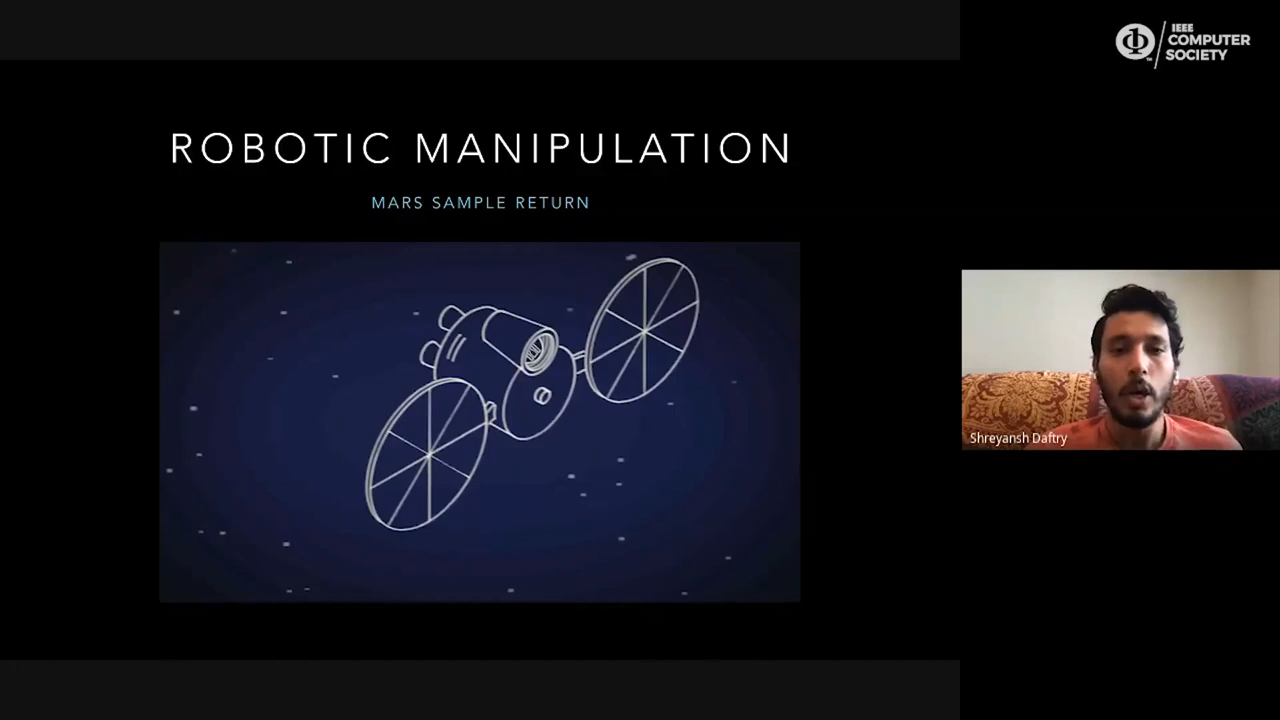 IEEE
COMPUTER
SOCIETY
ROBOTIC MANIPULATION
MARS SAMPLE RETURN
Shreyansh Daftry